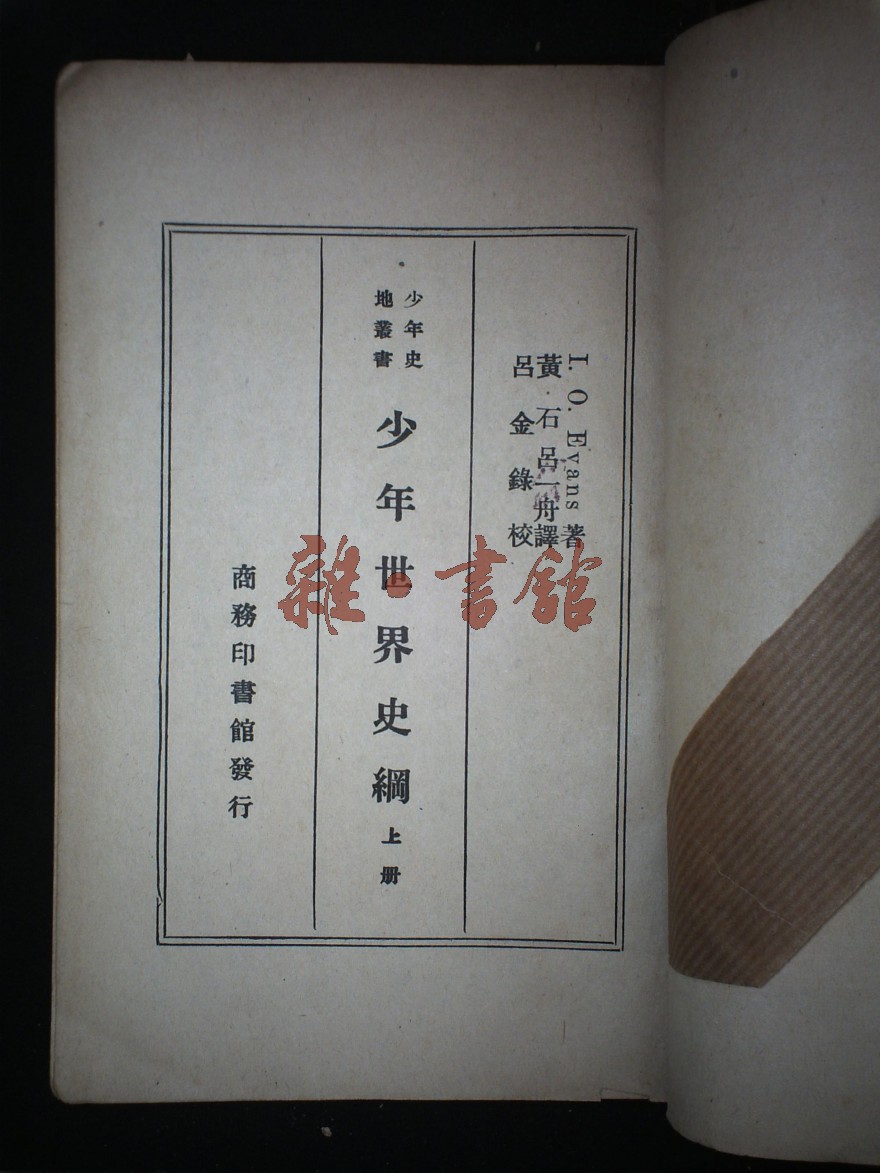 I. O. Evans 著
黃石 呂一舟 譯
呂金錄 校
少年史
地叢書
少年世界史綱 上册
商務印書館發行
雜·書館